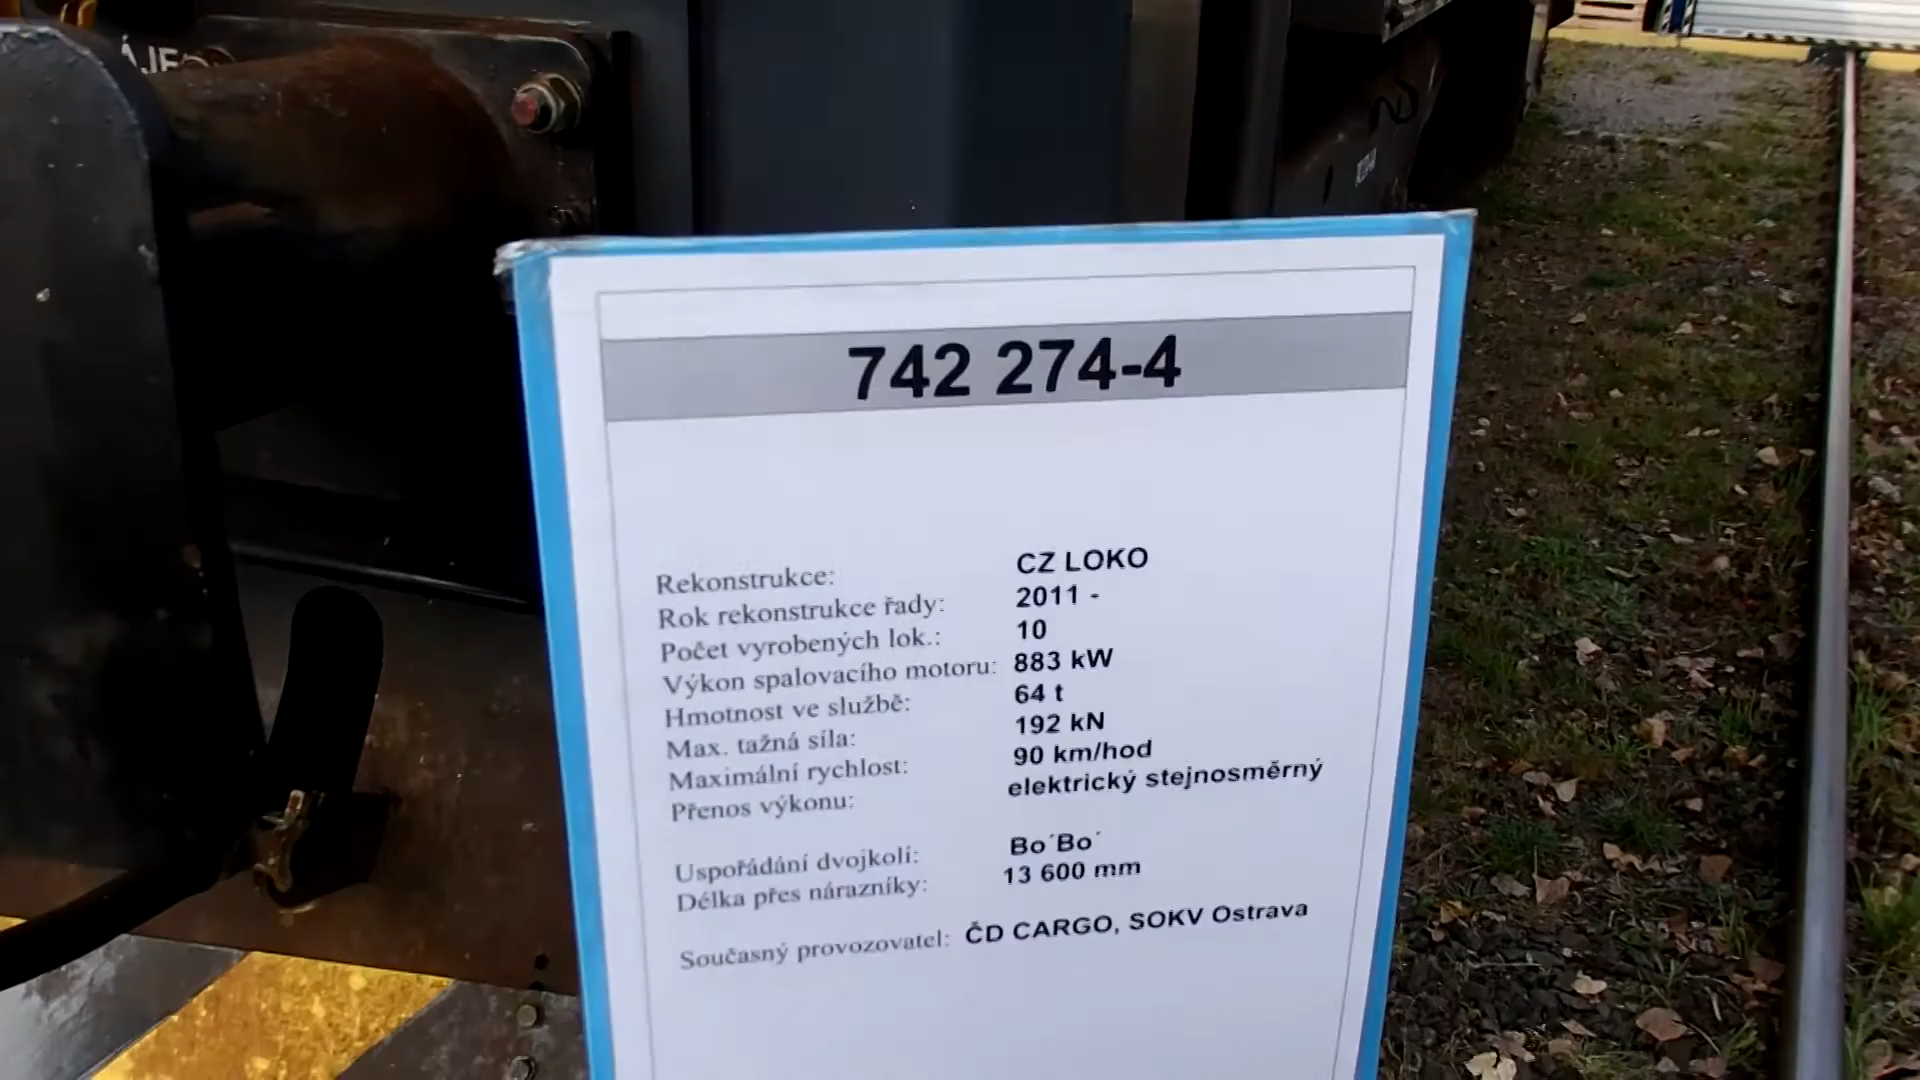 742 274-4
Rekonstrukce: CZ LOKO
Rok rekonstrukce řady: 2011 -
Počet vyrobených lok.: 10
Výkon spalovacího motoru: 883 kW
Hmotnost ve službě: 64 t
Max. tažná síla: 192 kN
Maximální rychlost: 90 km/hod
Přenos výkonu: elektrický stejnosměrný
Uspořádání dvojkolí: Bo´Bo´
Délka přes nárazníky: 13 600 mm
Současný provozovatel: ČD CARGO, SOKV Ostrava